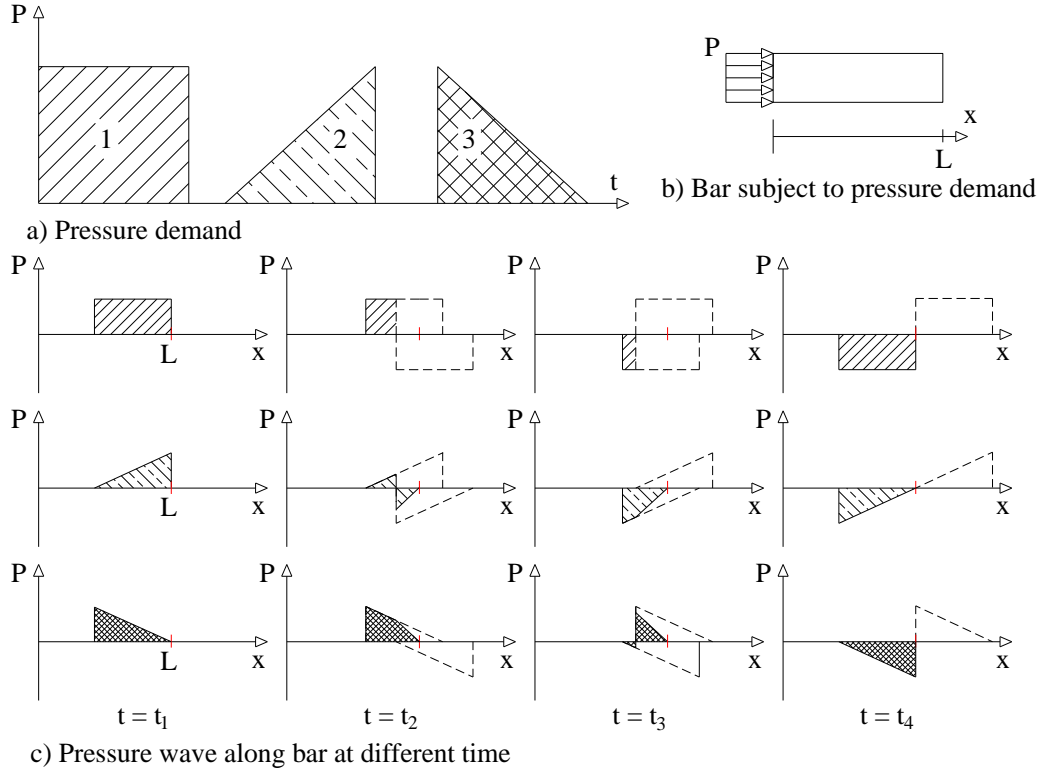 P
1
2
3
t
a) Pressure demand
P
x
L
b) Bar subject to pressure demand
P
L
x
P
x
P
x
P
x
P
L
x
P
x
P
x
P
x
P
L
x
P
x
P
x
P
x
t = t1
t = t2
t = t3
t = t4
c) Pressure wave along bar at different time